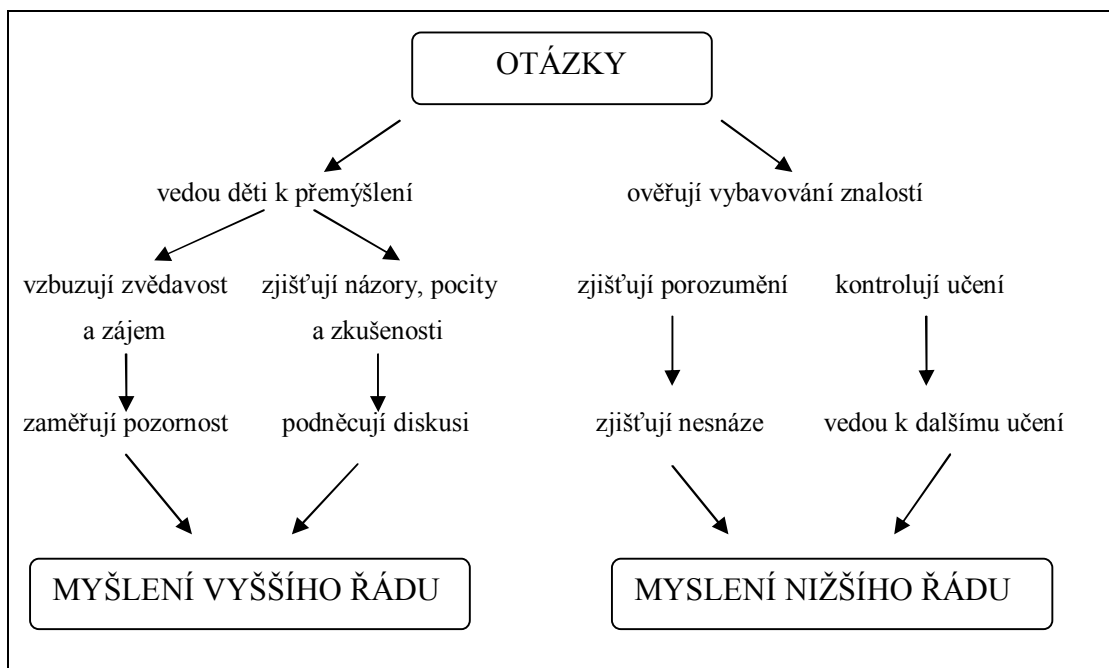 OTÁZKY
vedou děti k přemýšlení
ověřují vybavování znalostí
vzbuzují zvědavost
a zájem
zjišťují názory, pocity
a zkušenosti
zjišťují porozumění
kontrolují učení
zaměřují pozornost
podněcují diskusi
zjišťují nesnáze
vedou k dalšímu učení
MYŠLENÍ VYŠŠÍHO ŘÁDU
MYSLENÍ NIŽŠÍHO ŘÁDU